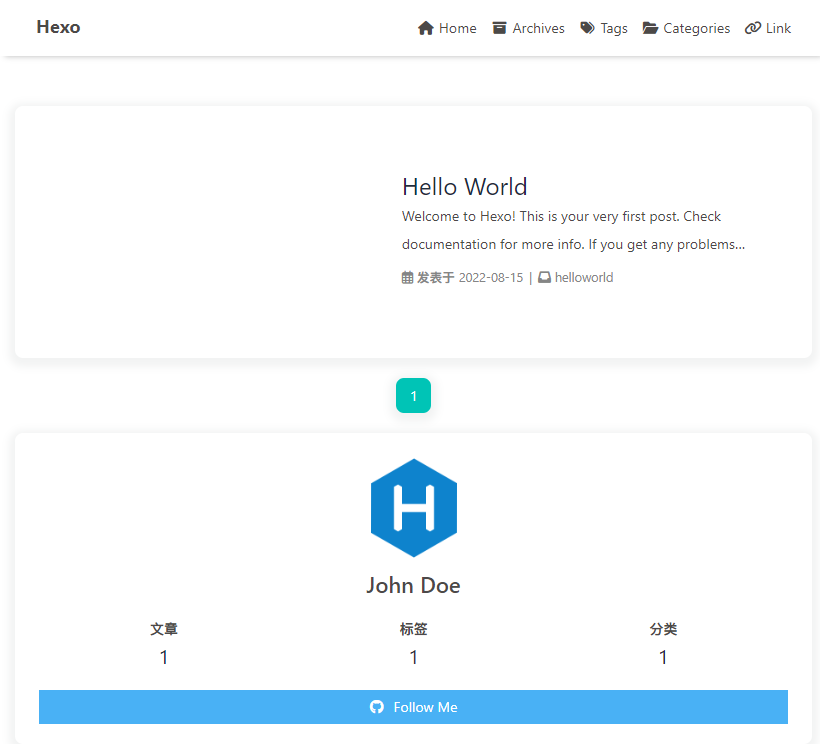 Hexo
Home Archives Tags Categories Link
Hello World
Welcome to Hexo! This is your very first post. Check
documentation for more info. If you get any problems...
发表于 2022-08-15 | helloworld
1
H
John Doe
文章 标签 分类
1 1 1
Follow Me